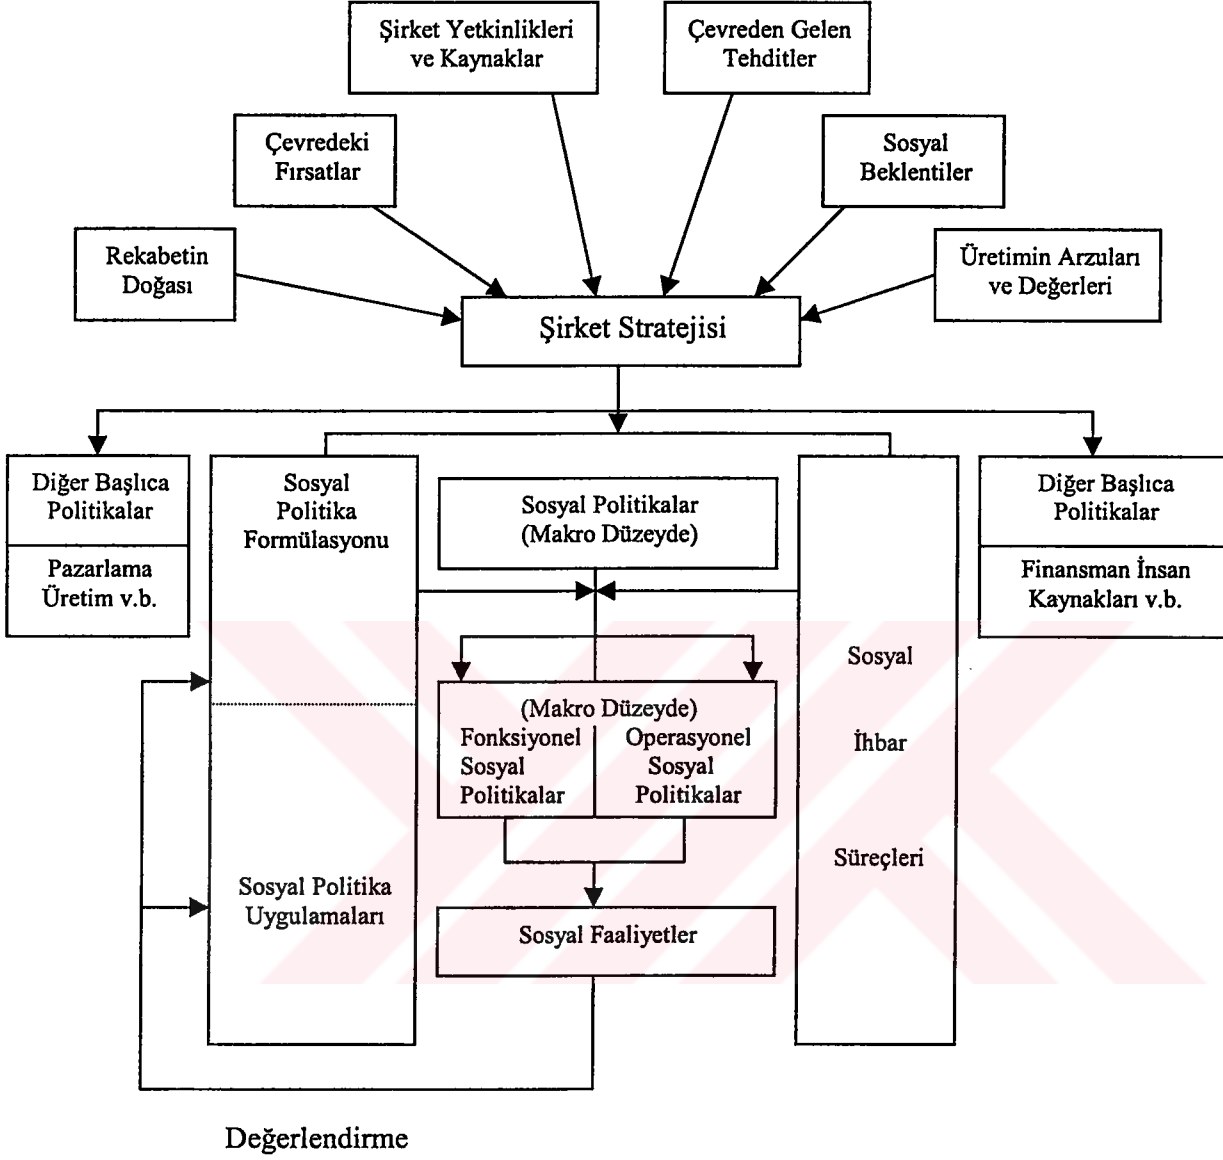 Şirket Yetkinlikleri
ve Kaynaklar
Çevreden Gelen
Tehditler
Çevredeki
Fırsatlar
Sosyal
Beklentiler
Rekabetin
Doğası
Üretimin Arzuları
ve Değerleri
Şirket Stratejisi
Diğer Başlıca
Politikalar
Pazarlama
Üretim v.b.
Sosyal
Politika
Formülasyonu
Sosyal Politikalar
(Makro Düzeyde)
Diğer Başlıca
Politikalar
Finansman İnsan
Kaynakları v.b.
(Makro Düzeyde)
Fonksiyonel
Sosyal
Politikalar
Operasyonel
Sosyal
Politikalar
Sosyal
İhbar
Süreçleri
Sosyal Politika
Uygulamaları
Sosyal Faaliyetler
Değerlendirme